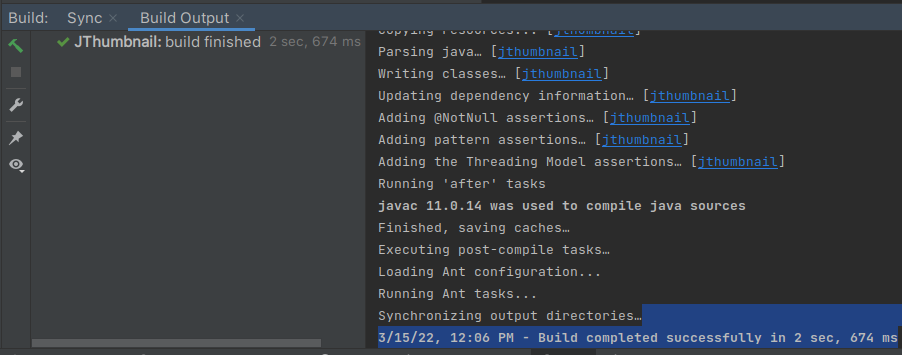 Build: Sync × Build Output ×
JThumbnail: build finished 2 sec, 674 ms
Copying resources... [jthumbnail]
Parsing java… [jthumbnail]
Writing classes… [jthumbnail]
Updating dependency information… [jthumbnail]
Adding @NotNull assertions… [jthumbnail]
Adding pattern assertions… [jthumbnail]
Adding the Threading Model assertions… [jthumbnail]
Running 'after' tasks
javac 11.0.14 was used to compile java sources
Finished, saving caches…
Executing post-compile tasks…
Loading Ant configuration...
Running Ant tasks...
Synchronizing output directories…
3/15/22, 12:06 PM - Build completed successfully in 2 sec, 674 ms